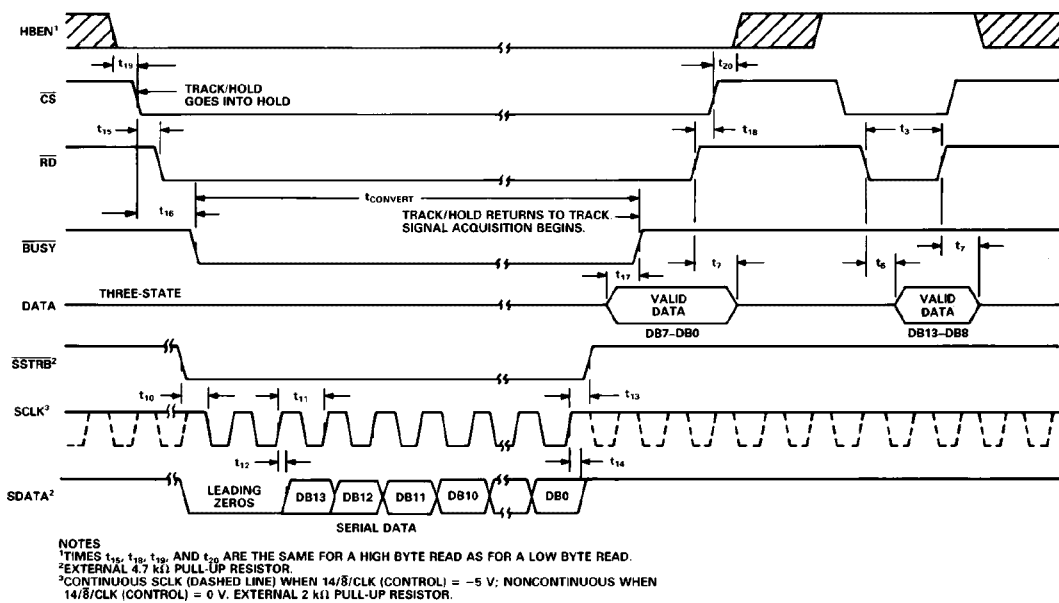 HBEN¹
t19
t20
CS
TRACK/HOLD
GOES INTO HOLD
t15
t18
t3
RD
tCONVERT
t16
TRACK/HOLD RETURNS TO TRACK.
SIGNAL ACQUISITION BEGINS.
BUSY
t17
t7
t6
t7
DATA
THREE-STATE
VALID
DATA
VALID
DATA
DB7–DB0
DB13–DB8
SSTRB²
t10
t11
t13
SCLK³
t12
t14
SDATA²
LEADING
ZEROS
DB13
DB12
DB11
DB10
DB0
SERIAL DATA
NOTES
¹TIMES t15, t18, t19, AND t20 ARE THE SAME FOR A HIGH BYTE READ AS FOR A LOW BYTE READ.
²EXTERNAL 4.7 kΩ PULL-UP RESISTOR.
³CONTINUOUS SCLK (DASHED LINE) WHEN 14/8̅/CLK (CONTROL) = –5 V; NONCONTINUOUS WHEN
14/8̅/CLK (CONTROL) = 0 V. EXTERNAL 2 kΩ PULL-UP RESISTOR.